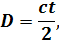 D = ct/2,